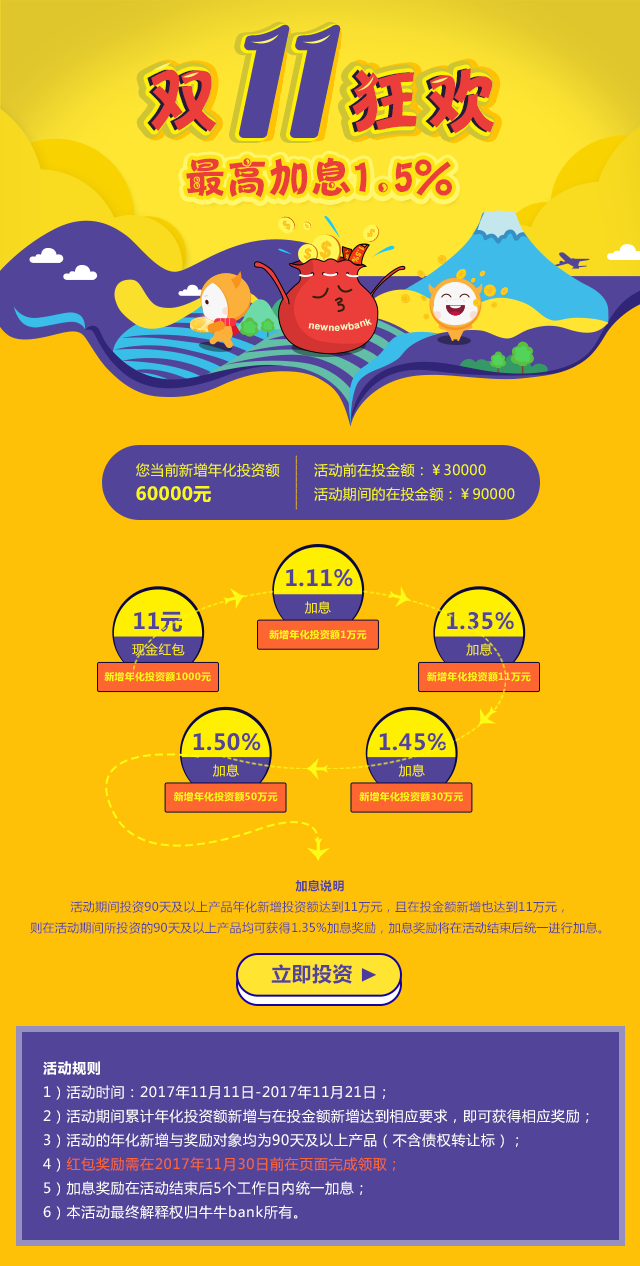 双11狂欢
最高加息1.5%
newnewbank
您当前新增年化投资额
60000元
活动前在投金额：￥30000
活动期间的在投金额：￥90000
1.11%
加息
新增年化投资额1万元
11元
现金红包
新增年化投资额1000元
1.35%
加息
新增年化投资额11万元
1.50%
加息
新增年化投资额50万元
1.45%
加息
新增年化投资额30万元
加息说明
活动期间投资90天及以上产品年化新增投资额达到11万元，且在投金额新增也达到11万元，
则在活动期间所投资的90天及以上产品均可获得1.35%加息奖励，加息奖励将在活动结束后统一进行加息。
立即投资 ▶
活动规则
1）活动时间：2017年11月11日-2017年11月21日；
2）活动期间累计年化投资额新增与在投金额新增达到相应要求，即可获得相应奖励；
3）活动的年化新增与奖励对象均为90天及以上产品（不含债权转让标）；
4）红包奖励需在2017年11月30日前在页面完成领取；
5）加息奖励在活动结束后5个工作日内统一加息；
6）本活动最终解释权归牛牛bank所有。